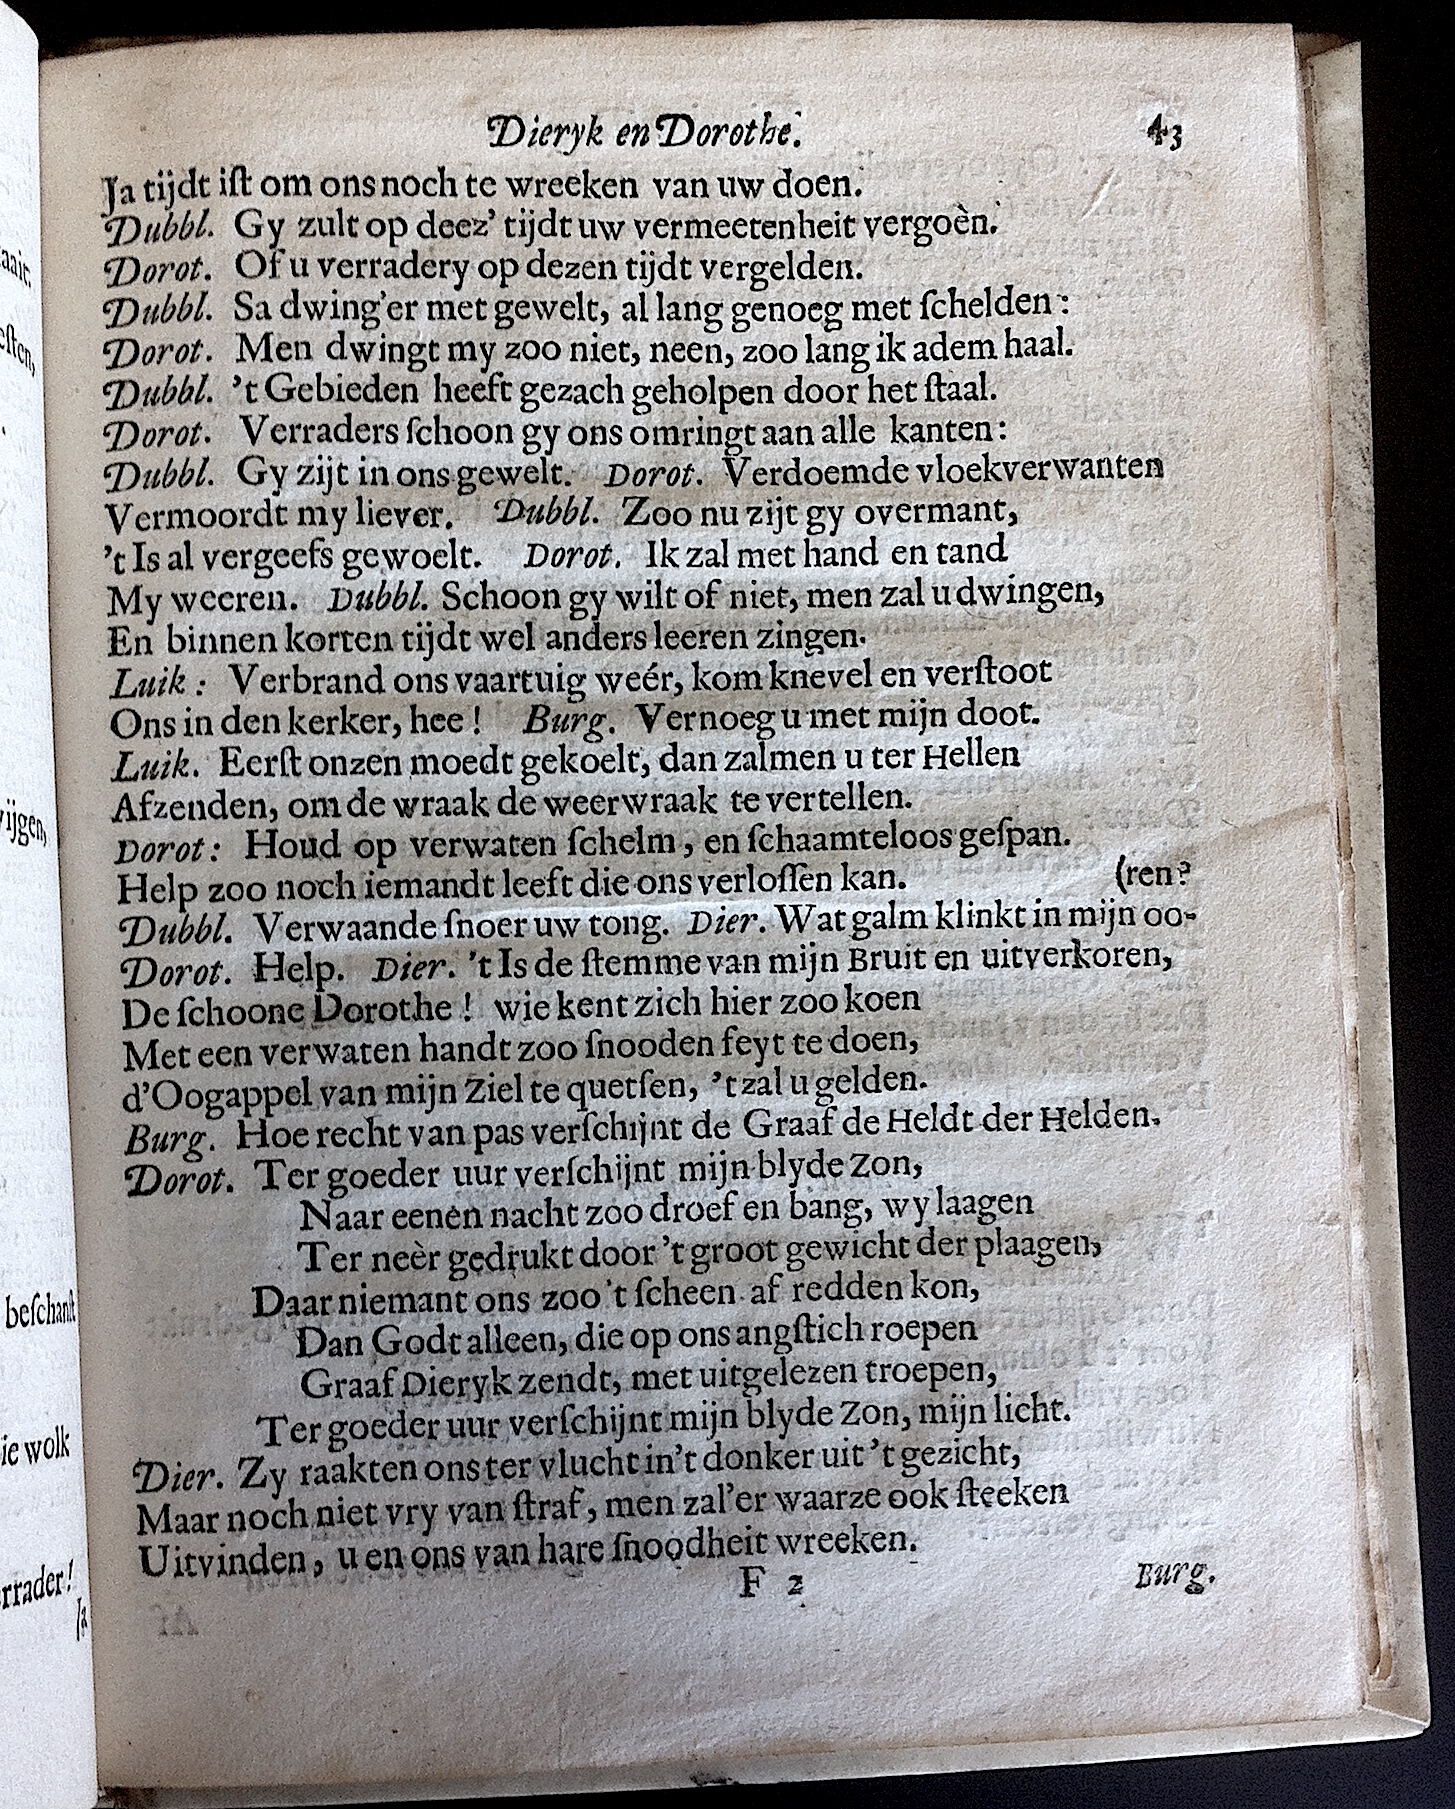 Dieryk en Dorothe. 43
Ja tijdt iſt om ons noch te wreeken van uw doen.
Dubbl. Gy zult op deez' tijdt uw vermeetenheit vergoèn.
Dorot. Of u verradery op dezen tijdt vergelden.
Dubbl. Sa dwing'er met gewelt, al lang genoeg met ſchelden:
Dorot. Men dwingt my zoo niet, neen, zoo lang ik adem haal.
Dubbl. 't Gebieden heeft gezach geholpen door het ſtaal.
Dorot. Verraders ſchoon gy ons omringt aan alle kanten:
Dubbl. Gy zijt in ons gewelt. Dorot. Verdoemde vloekverwanten
Vermoordt my liever. Dubbl. Zoo nu zijt gy overmant,
't Is al vergeefs gewoelt. Dorot. Ik zal met hand en tand
My weeren. Dubbl. Schoon gy wilt of niet, men zal u dwingen,
En binnen korten tijdt wel anders leeren zingen.
Luik: Verbrand ons vaartuig weér, kom knevel en verſtoot
Ons in den kerker, hee! Burg. Vernoeg u met mijn doot.
Luik. Eerſt onzen moedt gekoelt, dan zalmen u ter Hellen
Afzenden, om de wraak de weerwraak te vertellen.
Dorot: Houd op verwaten ſchelm, en ſchaamteloos geſpan.
Help zoo noch iemandt leeft die ons verloſſen kan. (ren?
Dubbl. Verwaande ſnoer uw tong. Dier. Wat galm klinkt in mijn oo-
Dorot. Help. Dier. 't Is de ſtemme van mijn Bruit en uitverkoren,
De ſchoone Dorothe! wie kent zich hier zoo koen
Met een verwaten handt zoo ſnooden feyt te doen,
d'Oogappel van mijn Ziel te quetſen, 't zal u gelden.
Burg. Hoe recht van pas verſchijnt de Graaf de Heldt der Helden.
Dorot. Ter goeder uur verſchijnt mijn blyde Zon,
Naar eenen nacht zoo droef en bang, wy laagen
Ter neèr gedrukt door 't groot gewicht der plaagen,
Daar niemant ons zoo 't ſcheen af redden kon,
Dan Godt alleen, die op ons angſtich roepen
Graaf Dieryk zendt, met uitgelezen troepen,
Ter goeder uur verſchijnt mijn blyde Zon, mijn licht.
Dier. Zy raakten ons ter vlucht in't donker uit 't gezicht,
Maar noch niet vry van ſtraf, men zal'er waarze ook ſteeken
Uitvinden, u en ons van hare ſnoodheit wreeken.
F 2 Burg.
aait.
eſten,
wijgen,
beſchanſt
ie wolk
rrader!
Ja